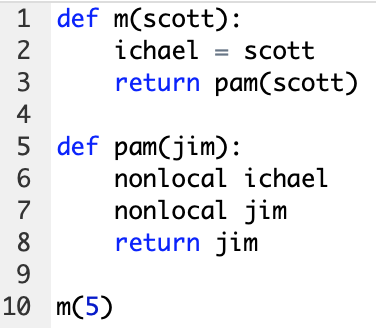 1 def m(scott):
2     ichael = scott
3     return pam(scott)
4
5 def pam(jim):
6     nonlocal ichael
7     nonlocal jim
8     return jim
9
10 m(5)